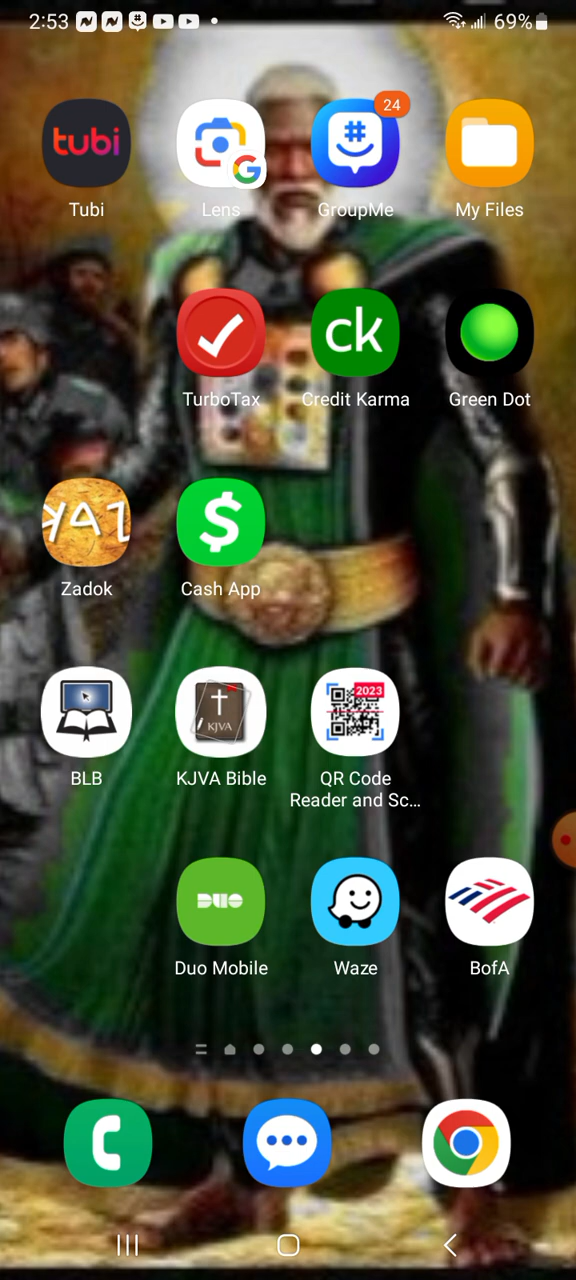 2:53
69%
tubi
24
Tubi
Lens
GroupMe
My Files
ck
TurboTax
Credit Karma
Green Dot
$
Zadok
Cash App
KJVA
2023
BLB
KJVA Bible
QR Code
Reader and Sc…
DUO
Duo Mobile
Waze
BofA